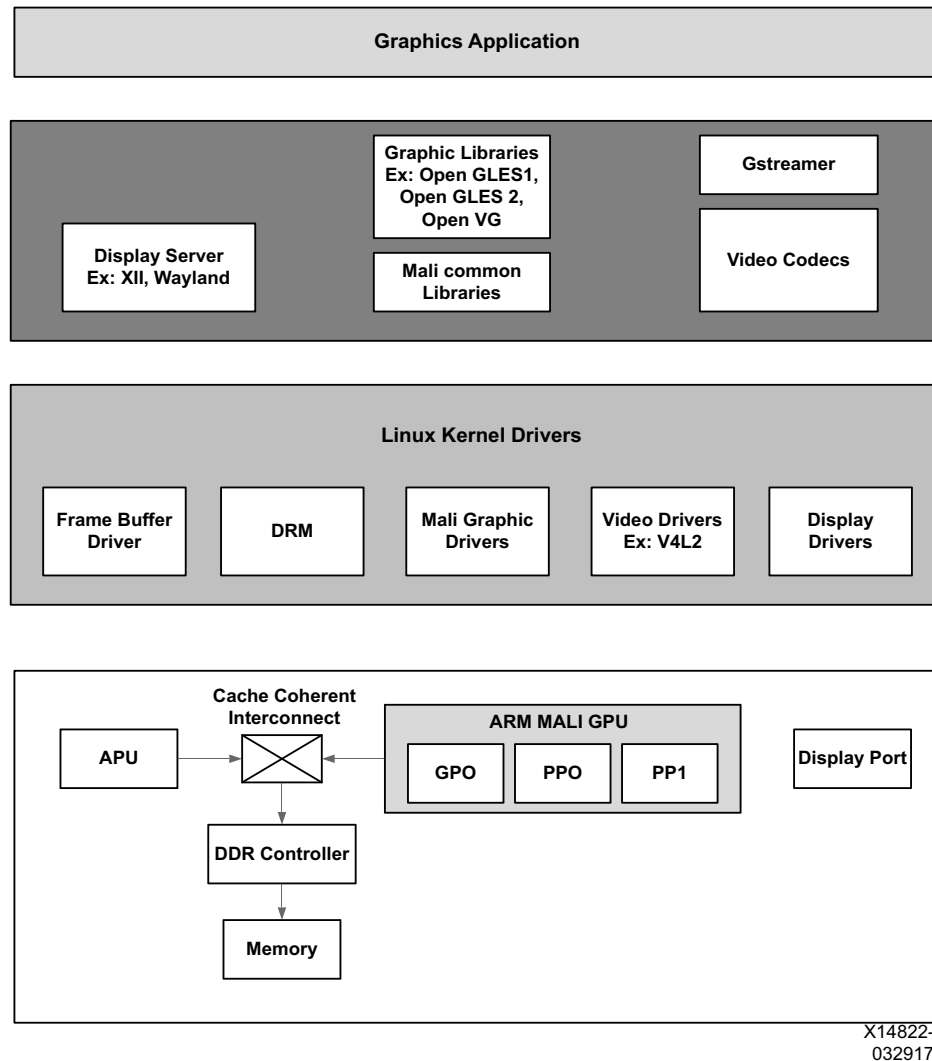 Graphics Application
Graphic Libraries
Ex: Open GLES1,
Open GLES 2,
Open VG
Gstreamer
Display Server
Ex: XII, Wayland
Mali common
Libraries
Video Codecs
Linux Kernel Drivers
Frame Buffer
Driver
DRM
Mali Graphic
Drivers
Video Drivers
Ex: V4L2
Display
Drivers
Cache Coherent
Interconnect
ARM MALI GPU
APU
GPO
PPO
PP1
Display Port
DDR Controller
Memory
X14822-
032917